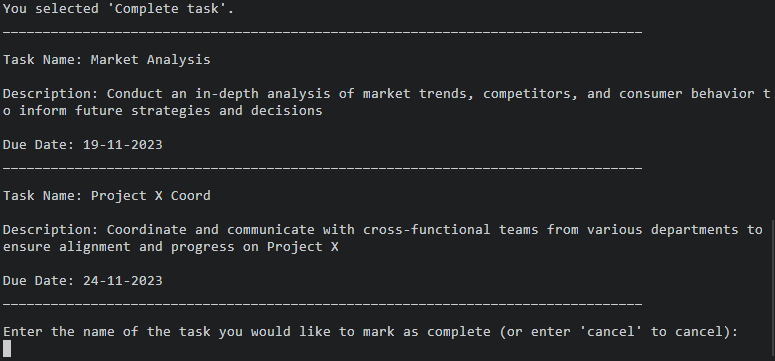 You selected 'Complete task'.
________________________________________________________________________________
Task Name: Market Analysis
Description: Conduct an in-depth analysis of market trends, competitors, and consumer behavior t
o inform future strategies and decisions
Due Date: 19-11-2023
________________________________________________________________________________
Task Name: Project X Coord
Description: Coordinate and communicate with cross-functional teams from various departments to
ensure alignment and progress on Project X
Due Date: 24-11-2023
________________________________________________________________________________
Enter the name of the task you would like to mark as complete (or enter 'cancel' to cancel):